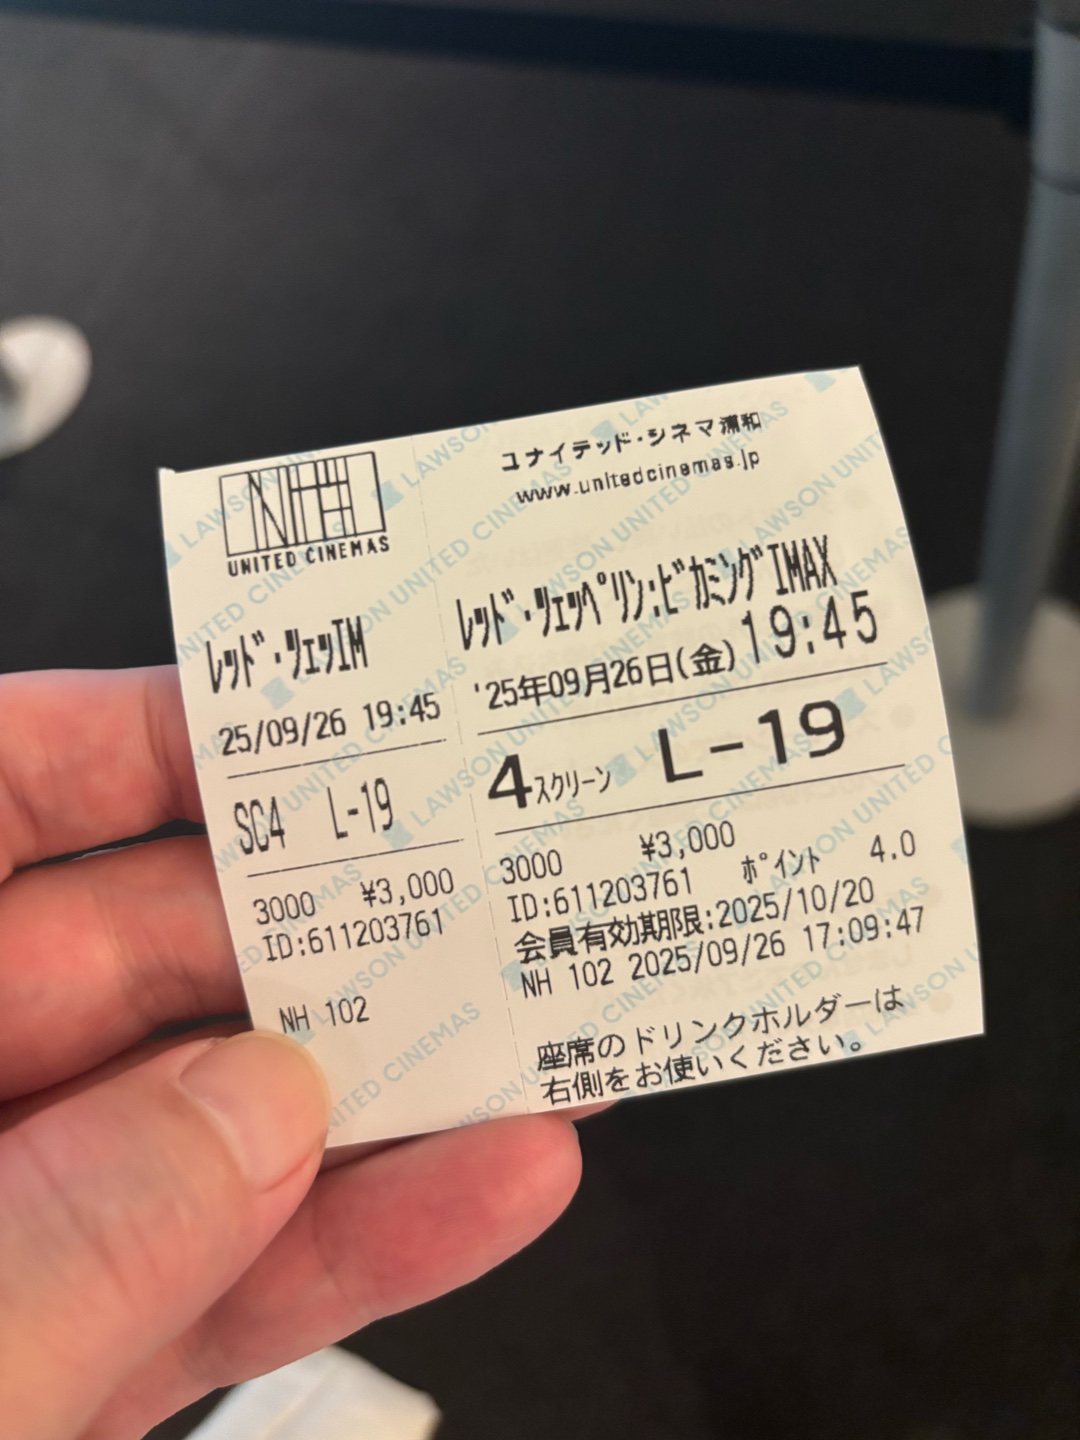 UNITED CINEMAS
レッド・ツェッIM
25/09/26 19:45
SC4 L-19
3000 ¥3,000
ID:611203761
NH 102
ユナイテッド・シネマ浦和
www.unitedcinemas.jp
レッド・ツェッペリン:ビカミングIMAX
'25年09月26日(金)19:45
4スクリーン L-19
3000 ¥3,000
ID:611203761 ポイント 4.0
会員有効期限:2025/10/20
NH 102 2025/09/26 17:09:47
座席のドリンクホルダーは
右側をお使いください。
LAWSON UNITED CINEMAS